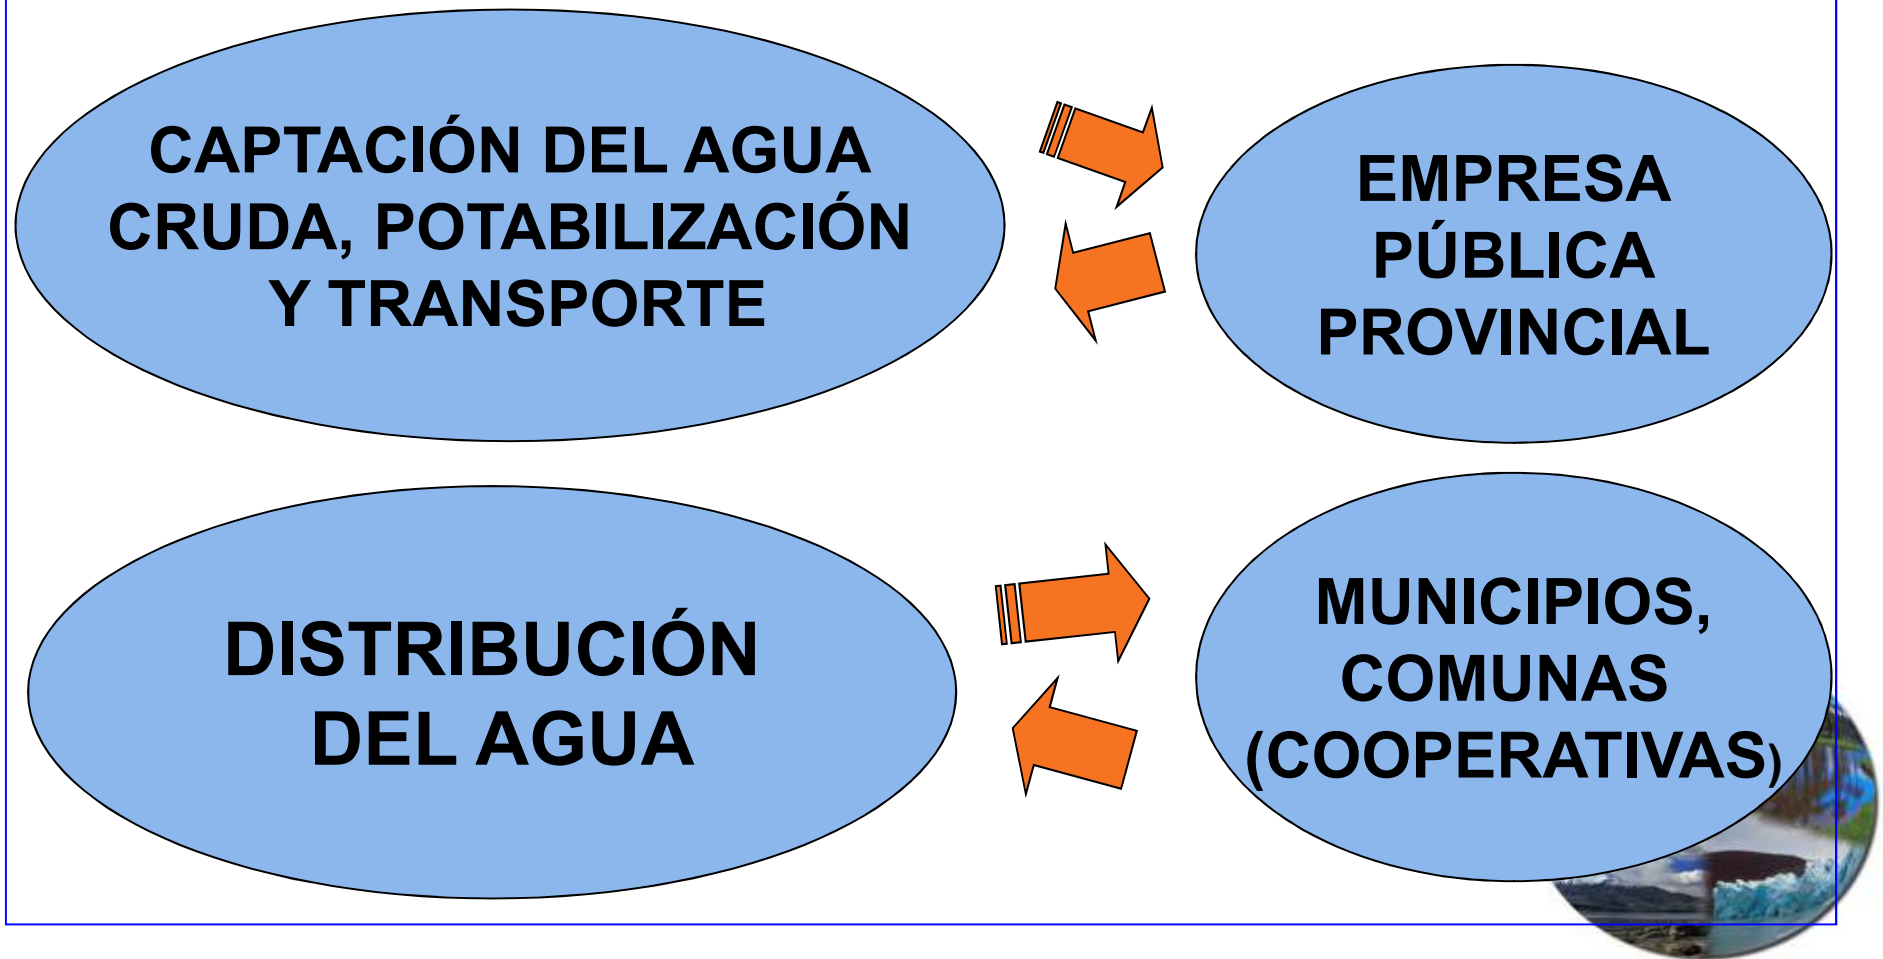 CAPTACIÓN DEL AGUA
CRUDA, POTABILIZACIÓN
Y TRANSPORTE
EMPRESA
PÚBLICA
PROVINCIAL
DISTRIBUCIÓN
DEL AGUA
MUNICIPIOS,
COMUNAS
(COOPERATIVAS)